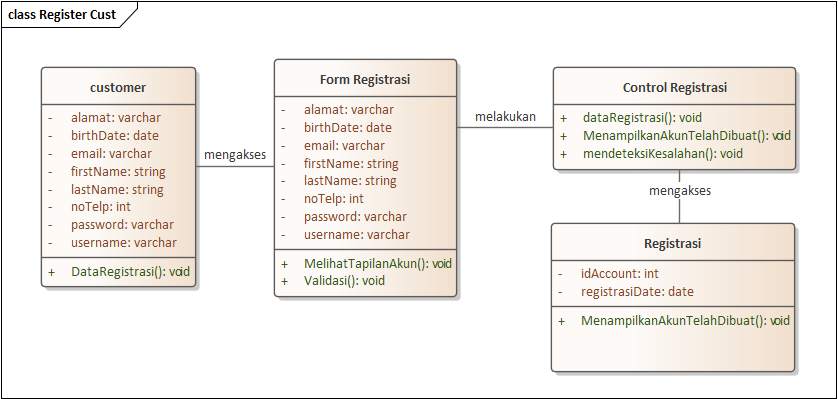 class Register Cust
customer
- alamat: varchar
- birthDate: date
- email: varchar
- firstName: string
- lastName: string
- noTelp: int
- password: varchar
- username: varchar
+ DataRegistrasi(): void
mengakses
Form Registrasi
- alamat: varchar
- birthDate: date
- email: varchar
- firstName: string
- lastName: string
- noTelp: int
- password: varchar
- username: varchar
+ MelihatTapilanAkun(): void
+ Validasi(): void
melakukan
Control Registrasi
+ dataRegistrasi(): void
+ MenampilkanAkunTelahDibuat(): void
+ mendeteksiKesalahan(): void
mengakses
Registrasi
- idAccount: int
- registrasiDate: date
+ MenampilkanAkunTelahDibuat(): void